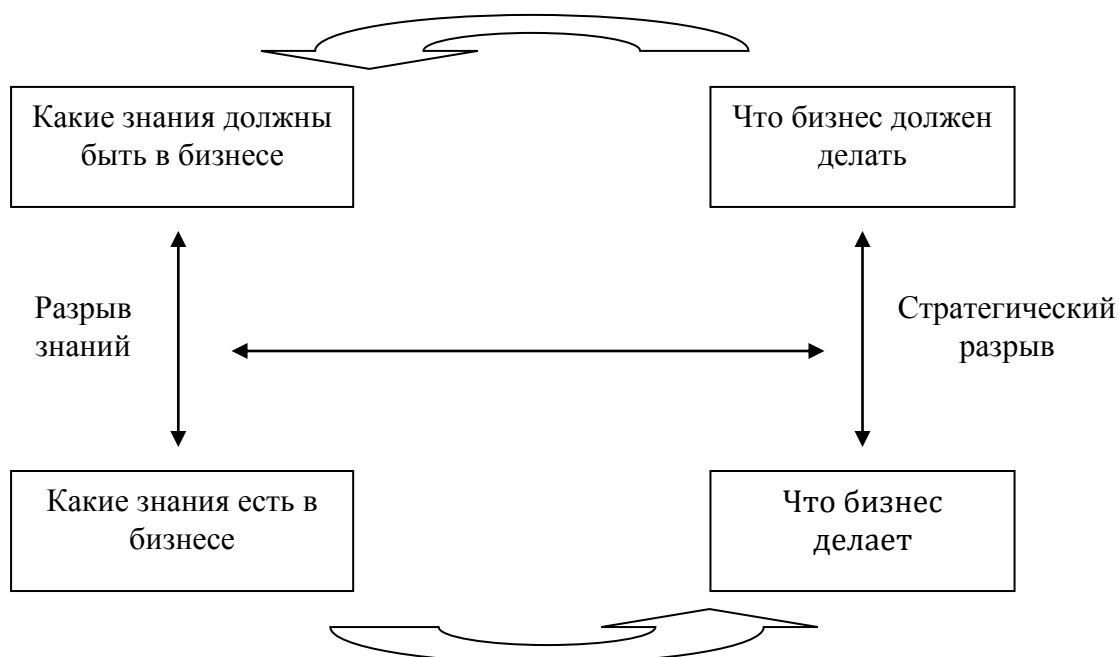 Какие знания должны
быть в бизнесе
Что бизнес должен
делать
Разрыв
знаний
Стратегический
разрыв
Какие знания есть в
бизнесе
Что бизнес
делает